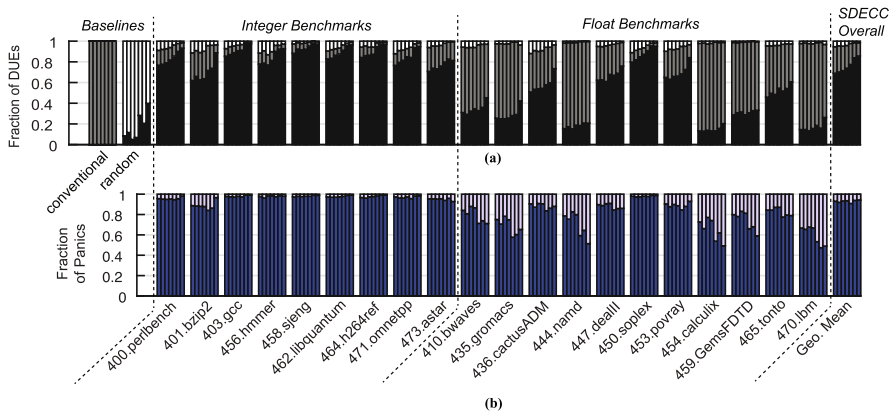 Baselines
Integer Benchmarks
Float Benchmarks
SDECC
Overall
Fraction of DUEs
1
0.8
0.6
0.4
0.2
0
conventional
random
(a)
Fraction
of Panics
1
0.8
0.6
0.4
0.2
0
400.perlbench
401.bzip2
403.gcc
456.hmmer
458.sjeng
462.libquantum
464.h264ref
471.omnetpp
473.astar
410.bwaves
435.gromacs
436.cactusADM
444.namd
447.dealII
450.soplex
453.povray
454.calculix
459.GemsFDTD
465.tonto
470.lbm
Geo. Mean
(b)